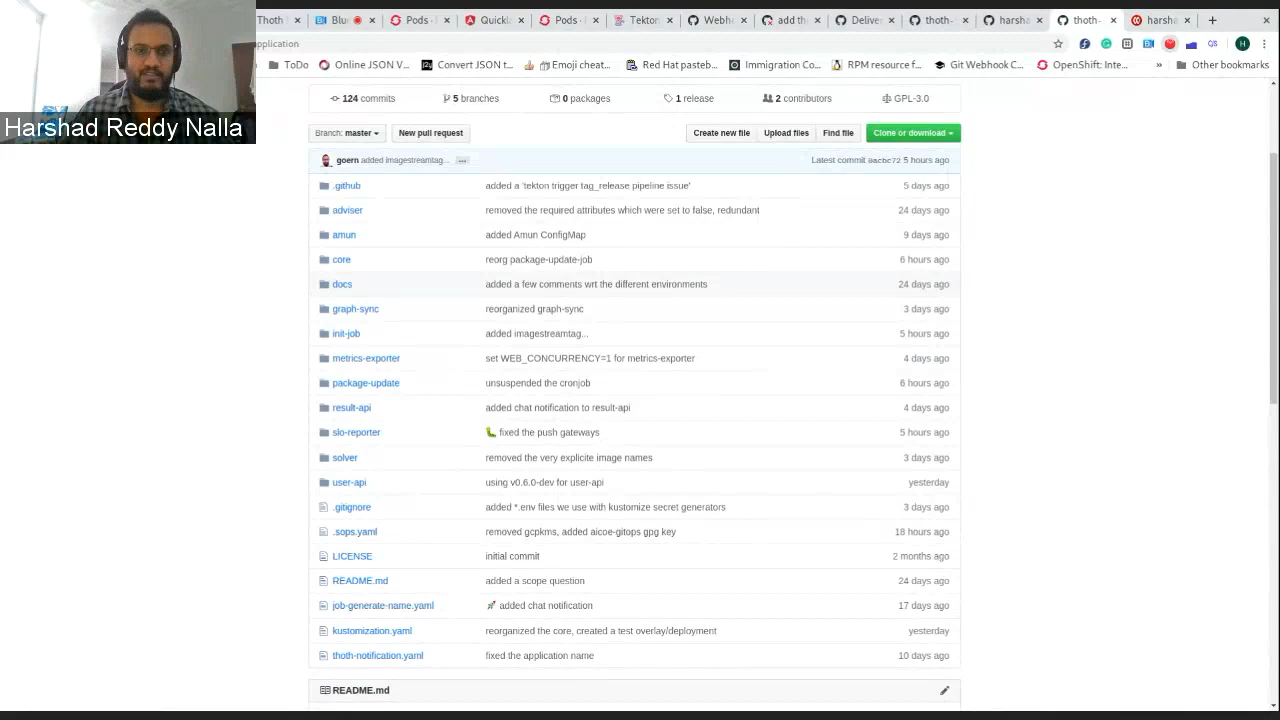 Thoth Blu Pods - Quickl Pods - Tekton Webh add the Deliver thoth- harsha thoth- harsha
pplication
ToDo Online JSON V... Convert JSON t... Emoji cheat... Red Hat pasteb... Immigration Co... RPM resource f... Git Webhook C... OpenShift: Inte... » Other bookmarks
124 commits 5 branches 0 packages 1 release 2 contributors GPL-3.0
Harshad Reddy Nalla
Branch: master New pull request Create new file Upload files Find file Clone or download
goern added imagestreamtag... ... Latest commit 0acbc72 5 hours ago
.github added a 'tekton trigger tag_release pipeline issue' 5 days ago
adviser removed the required attributes which were set to false, redundant 24 days ago
amun added Amun ConfigMap 9 days ago
core reorg package-update-job 6 hours ago
docs added a few comments wrt the different environments 24 days ago
graph-sync reorganized graph-sync 3 days ago
init-job added imagestreamtag... 5 hours ago
metrics-exporter set WEB_CONCURRENCY=1 for metrics-exporter 4 days ago
package-update unsuspended the cronjob 6 hours ago
result-api added chat notification to result-api 4 days ago
slo-reporter 🐛 fixed the push gateways 5 hours ago
solver removed the very explicite image names 3 days ago
user-api using v0.6.0-dev for user-api yesterday
.gitignore added *.env files we use with kustomize secret generators 3 days ago
.sops.yaml removed gcpkms, added aicoe-gitops gpg key 18 hours ago
LICENSE initial commit 2 months ago
README.md added a scope question 24 days ago
job-generate-name.yaml 🚀 added chat notification 17 days ago
kustomization.yaml reorganized the core, created a test overlay/deployment yesterday
thoth-notification.yaml fixed the application name 10 days ago
README.md